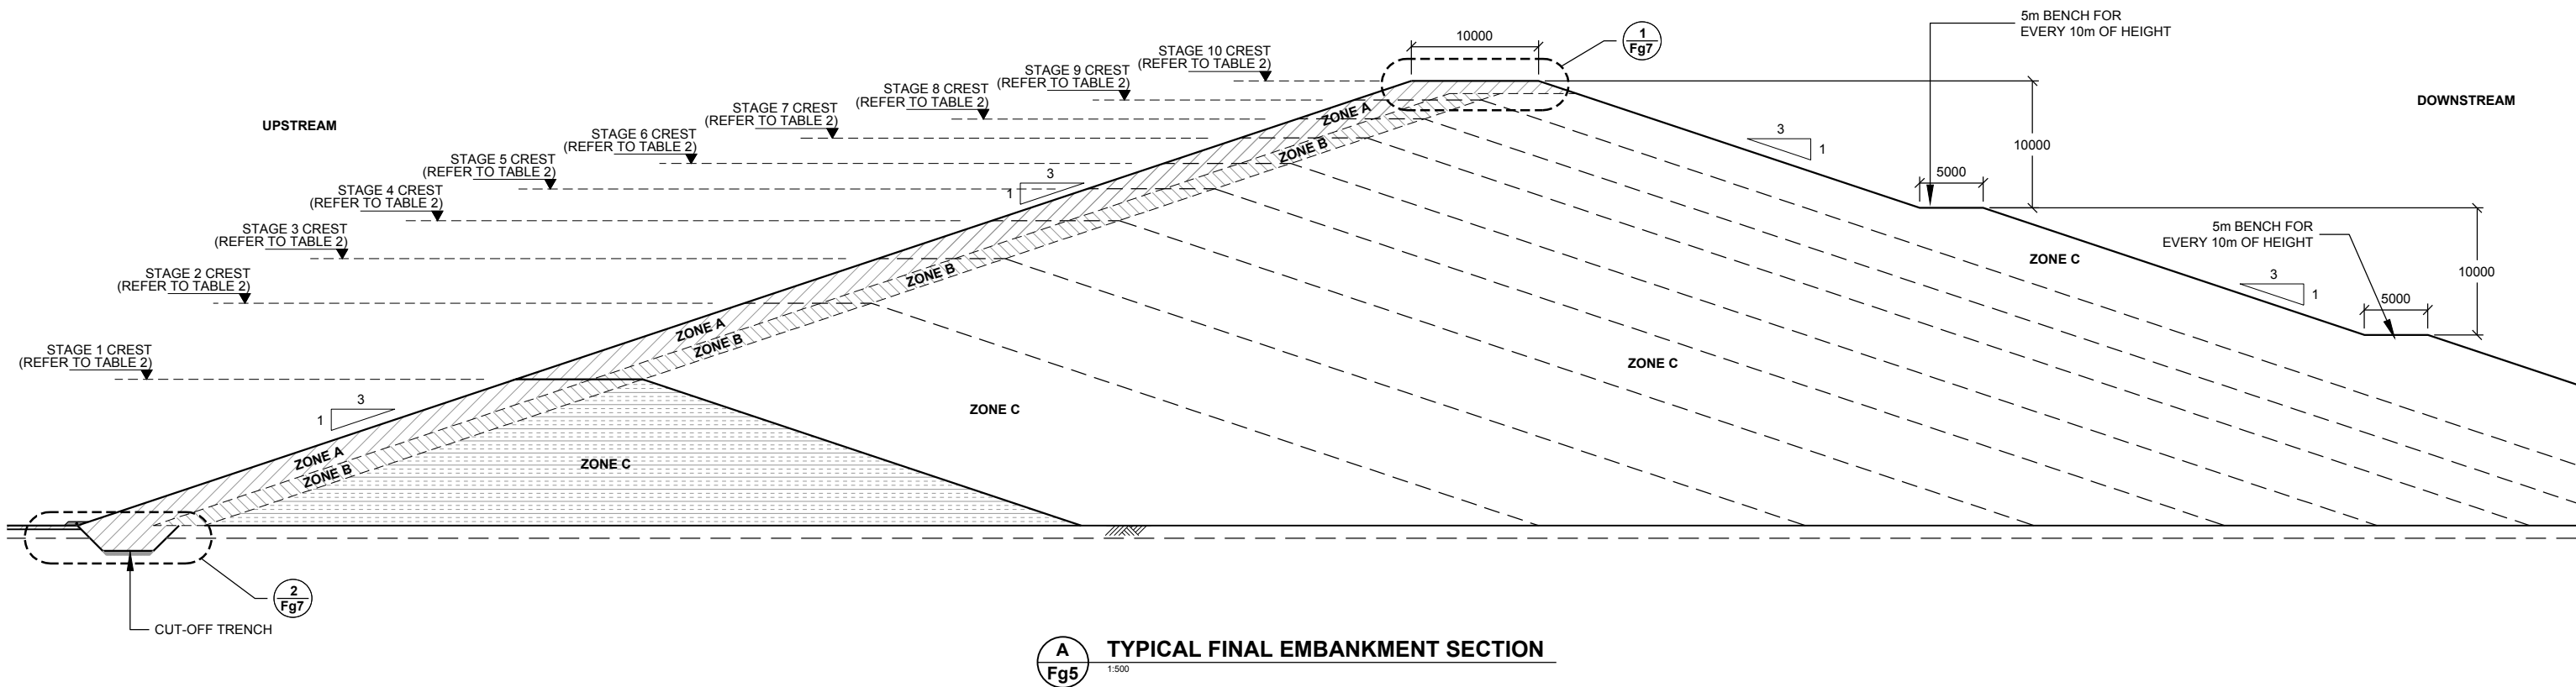 5m BENCH FOR
EVERY 10m OF HEIGHT
10000
1
Fg7
STAGE 10 CREST
(REFER TO TABLE 2)
STAGE 9 CREST
(REFER TO TABLE 2)
STAGE 8 CREST
(REFER TO TABLE 2)
STAGE 7 CREST
(REFER TO TABLE 2)
STAGE 6 CREST
(REFER TO TABLE 2)
STAGE 5 CREST
(REFER TO TABLE 2)
STAGE 4 CREST
(REFER TO TABLE 2)
STAGE 3 CREST
(REFER TO TABLE 2)
STAGE 2 CREST
(REFER TO TABLE 2)
STAGE 1 CREST
(REFER TO TABLE 2)
UPSTREAM
DOWNSTREAM
ZONE A
ZONE B
3
1
10000
5000
3
1
5m BENCH FOR
EVERY 10m OF HEIGHT
ZONE C
10000
3
1
5000
ZONE B
ZONE A
ZONE B
ZONE C
ZONE C
3
1
ZONE A
ZONE B
ZONE C
2
Fg7
CUT-OFF TRENCH
A
Fg5
TYPICAL FINAL EMBANKMENT SECTION
1:500